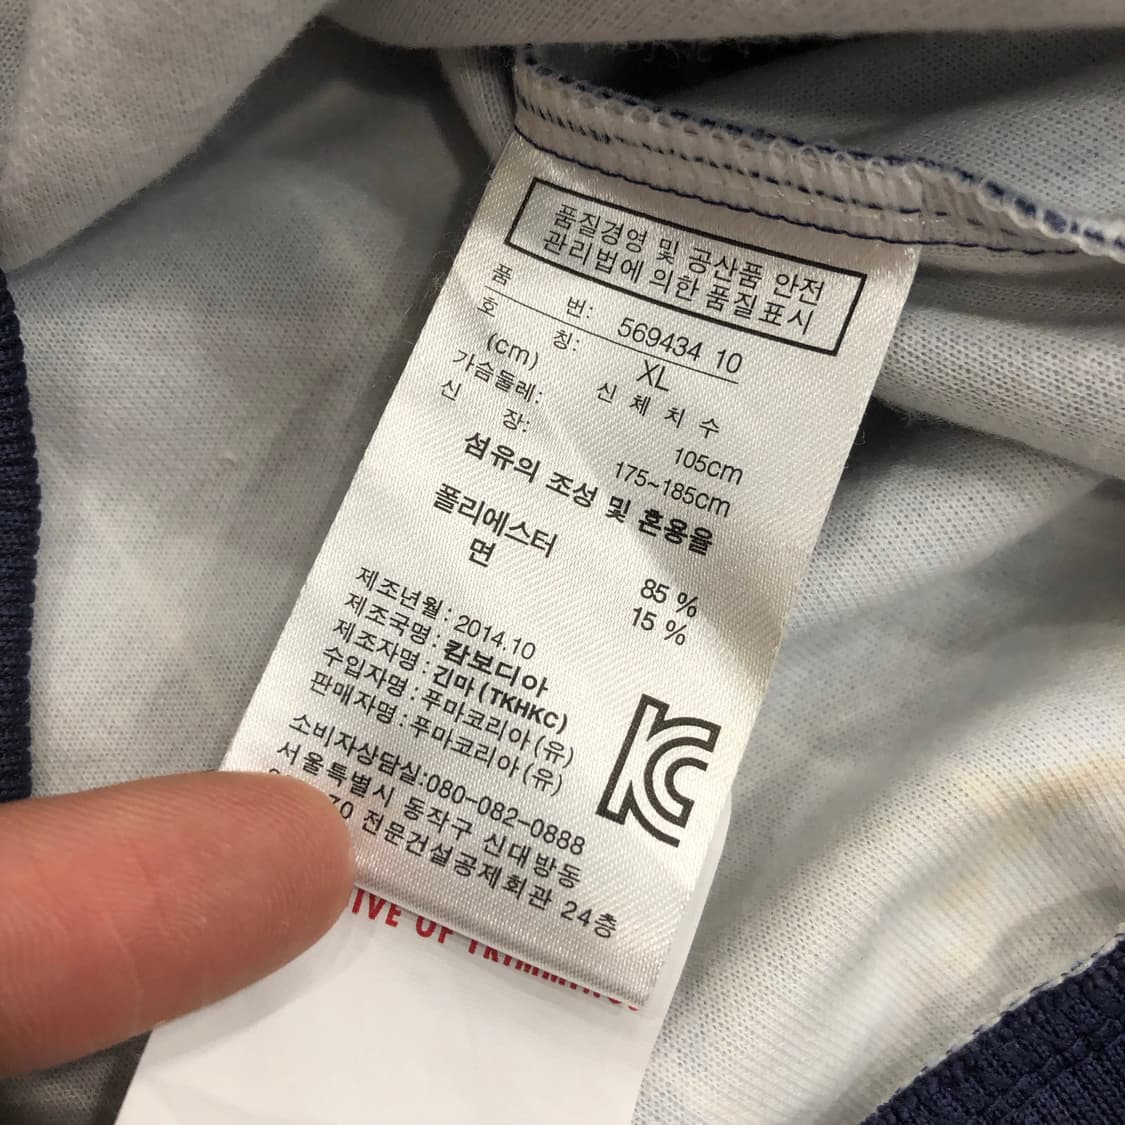 품질경영 및 공산품 안전
관리법에 의한 품질표시
품 번: 569434 10
호 칭: XL
(cm) 신 체 치 수
가슴둘레: 105cm
신 장: 175~185cm
섬유의 조성 및 혼용율
폴리에스터 85 %
면 15 %
제조년월: 2014.10
제조국명: 캄보디아
제조자명: 긴마(TKHKC)
수입자명: 푸마코리아(유)
판매자명: 푸마코리아(유)
소비자상담실:080-082-0888
서울특별시 동작구 신대방동
70 전문건설공제회관 24층
KC
OF TRIMMINGS